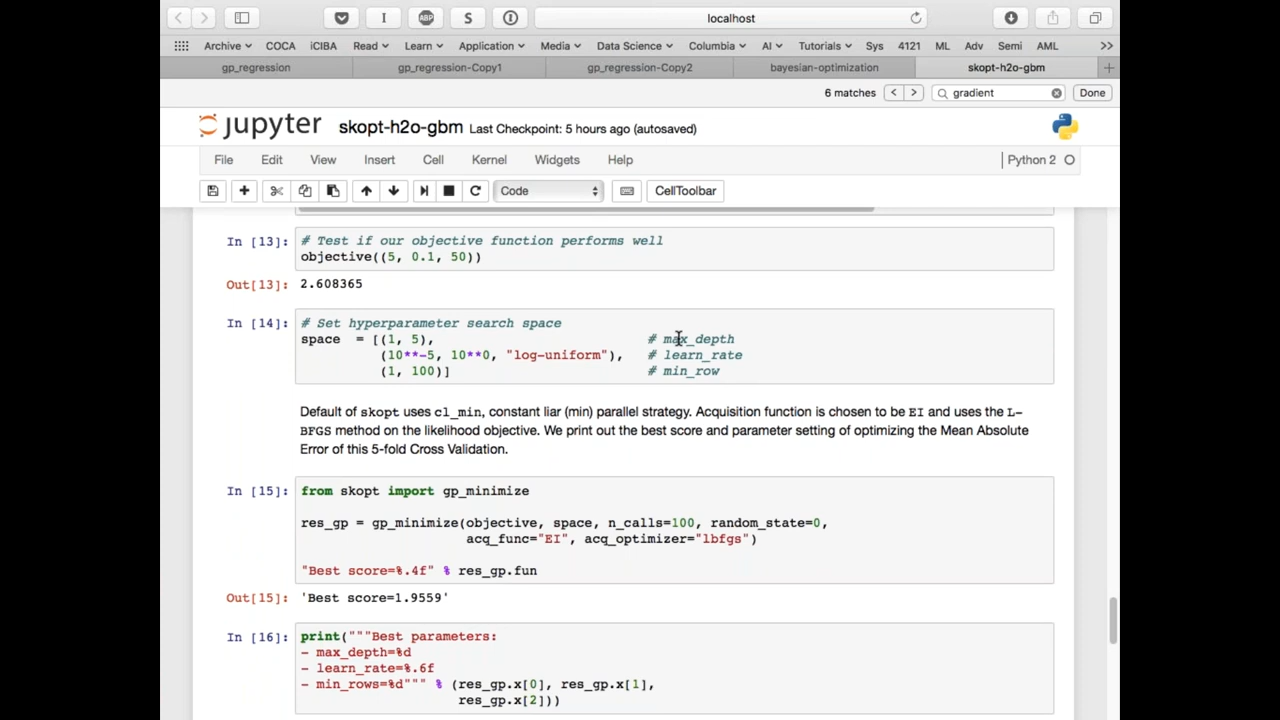 localhost
Archive COCA iCIBA Read Learn Application Media Data Science Columbia AI Tutorials Sys 4121 ML Adv Semi AML >>
gp_regression gp_regression-Copy1 gp_regression-Copy2 bayesian-optimization skopt-h2o-gbm +
6 matches < > gradient Done
jupyter skopt-h2o-gbm Last Checkpoint: 5 hours ago (autosaved)
File Edit View Insert Cell Kernel Widgets Help Python 2
Code CellToolbar
In [13]: # Test if our objective function performs well
objective((5, 0.1, 50))
Out[13]: 2.608365
In [14]: # Set hyperparameter search space
space = [(1, 5), # max_depth
(10**-5, 10**0, "log-uniform"), # learn_rate
(1, 100)] # min_row
Default of skopt uses cl_min, constant liar (min) parallel strategy. Acquisition function is chosen to be EI and uses the L-
BFGS method on the likelihood objective. We print out the best score and parameter setting of optimizing the Mean Absolute
Error of this 5-fold Cross Validation.
In [15]: from skopt import gp_minimize
res_gp = gp_minimize(objective, space, n_calls=100, random_state=0,
acq_func="EI", acq_optimizer="lbfgs")
"Best score=%.4f" % res_gp.fun
Out[15]: 'Best score=1.9559'
In [16]: print("""Best parameters:
- max_depth=%d
- learn_rate=%.6f
- min_rows=%d""" % (res_gp.x[0], res_gp.x[1],
res_gp.x[2]))